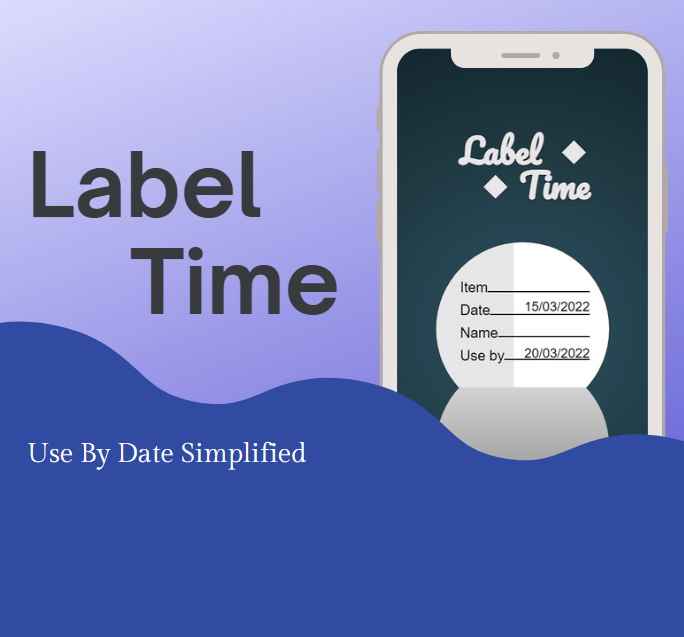 Label
Time
Use By Date Simplified
Label
Time
Item
Date 15/03/2022
Name
Use by 20/03/2022